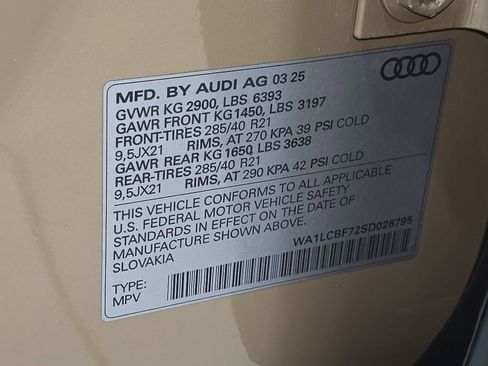 MFD. BY AUDI AG 03 25
GVWR KG 2900, LBS 6393
GAWR FRONT KG1450, LBS 3197
FRONT-TIRES 285/40 R21
9,5JX21 RIMS, AT 270 KPA 39 PSI COLD
GAWR REAR KG 1650, LBS 3638
REAR-TIRES 285/40 R21
9,5JX21 RIMS, AT 290 KPA 42 PSI COLD
THIS VEHICLE CONFORMS TO ALL APPLICABLE
U.S. FEDERAL MOTOR VEHICLE SAFETY
STANDARDS IN EFFECT ON THE DATE OF
MANUFACTURE SHOWN ABOVE.
SLOVAKIA WA1LCBF72SD028795
TYPE:
MPV